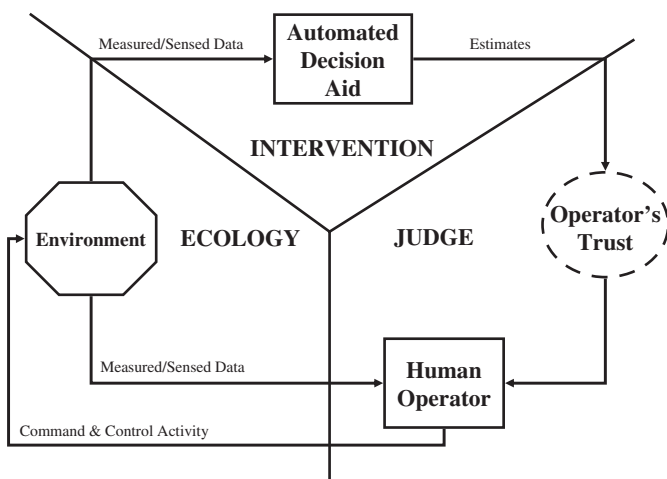 Measured/Sensed Data
Automated
Decision
Aid
Estimates
INTERVENTION
Environment
ECOLOGY
JUDGE
Operator’s
Trust
Measured/Sensed Data
Human
Operator
Command & Control Activity